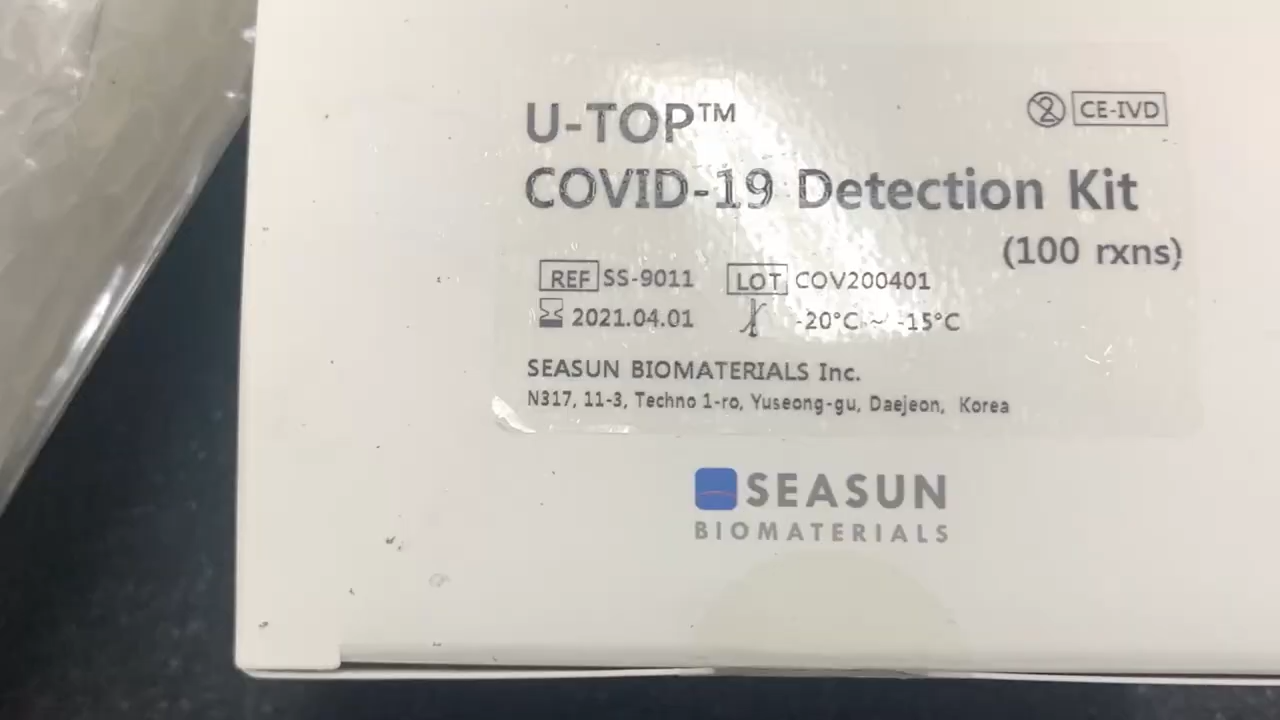 U-TOP™
CE-IVD
COVID-19 Detection Kit
(100 rxns)
REF SS-9011 LOT COV200401
2021.04.01 -20°C ~ -15°C
SEASUN BIOMATERIALS Inc.
N317, 11-3, Techno 1-ro, Yuseong-gu, Daejeon, Korea
SEASUN
BIOMATERIALS